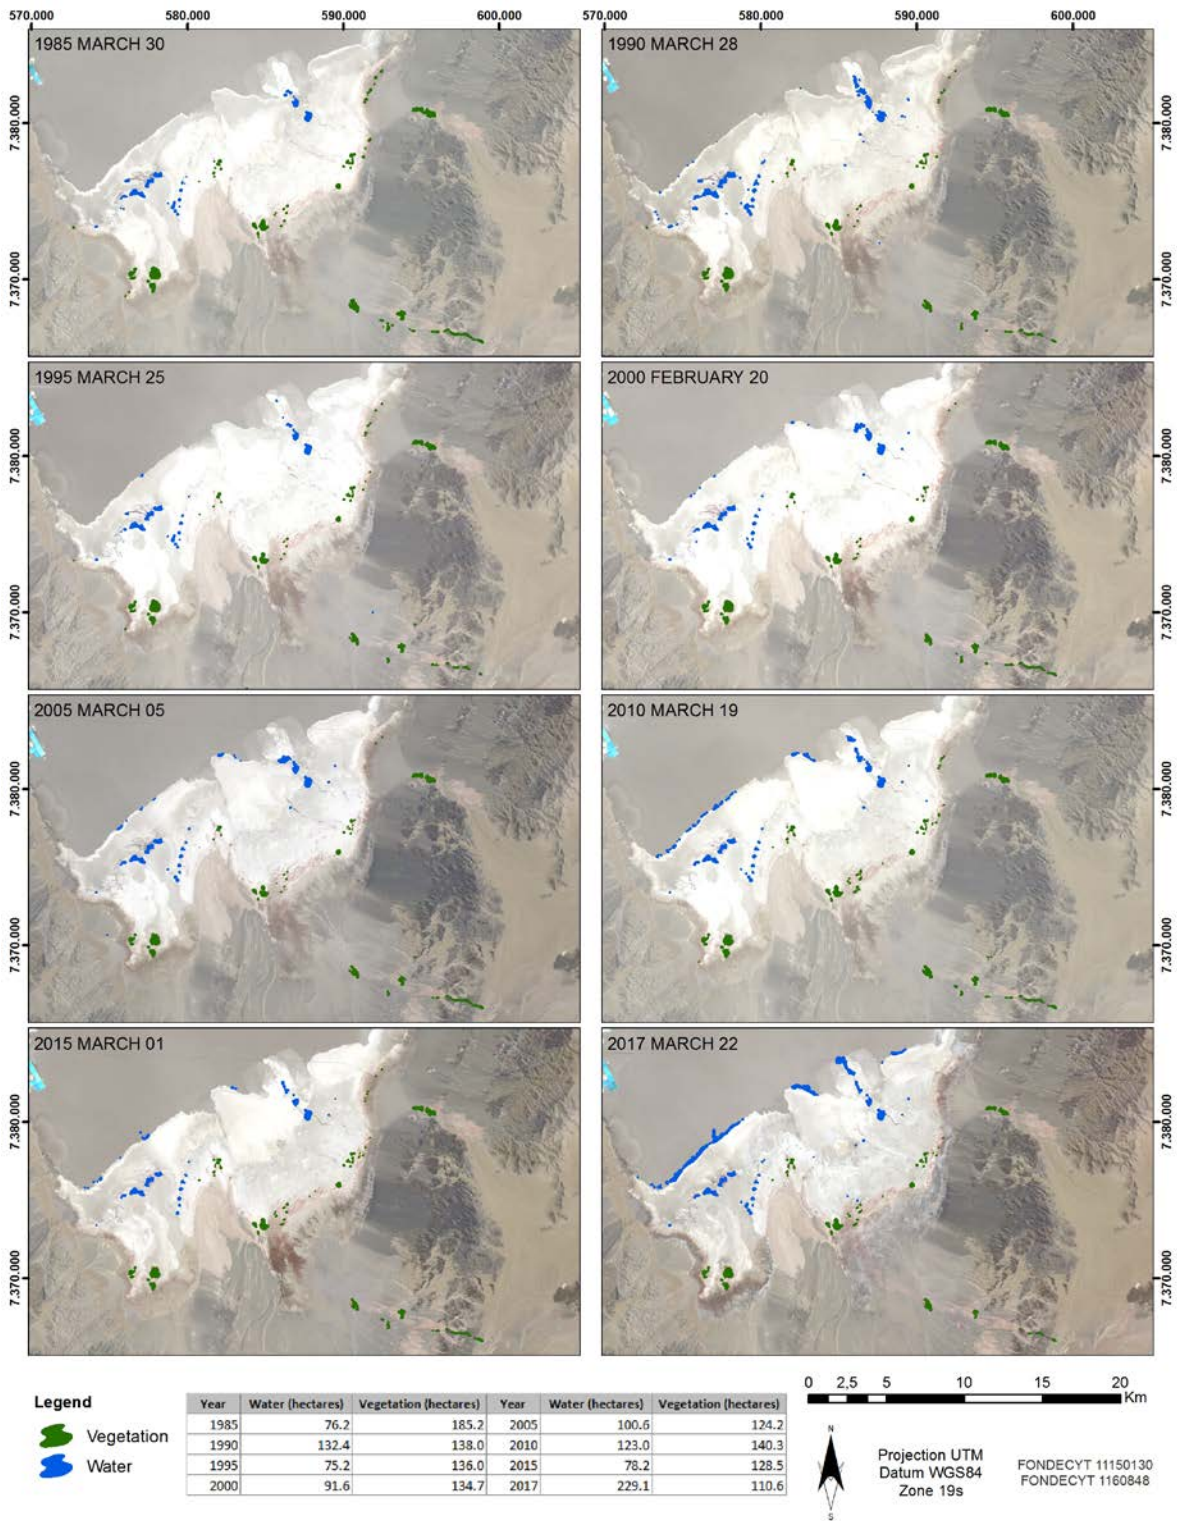 570.000 580.000 590.000 600.000 570.000 580.000 590.000 600.000
1985 MARCH 30
1990 MARCH 28
7.380.000
7.370.000
7.380.000
7.370.000
1995 MARCH 25
2000 FEBRUARY 20
7.380.000
7.370.000
7.380.000
7.370.000
2005 MARCH 05
2010 MARCH 19
7.380.000
7.370.000
7.380.000
7.370.000
2015 MARCH 01
2017 MARCH 22
7.380.000
7.370.000
7.380.000
7.370.000
Legend
Vegetation
Water
Year Water (hectares) Vegetation (hectares) Year Water (hectares) Vegetation (hectares)
1985 76.2 185.2 2005 100.6 124.2
1990 132.4 138.0 2010 123.0 140.3
1995 75.2 136.0 2015 78.2 128.5
2000 91.6 134.7 2017 229.1 110.6
0 2,5 5 10 15 20
Km
N
S
Projection UTM
Datum WGS84
Zone 19s
FONDECYT 11150130
FONDECYT 1160848